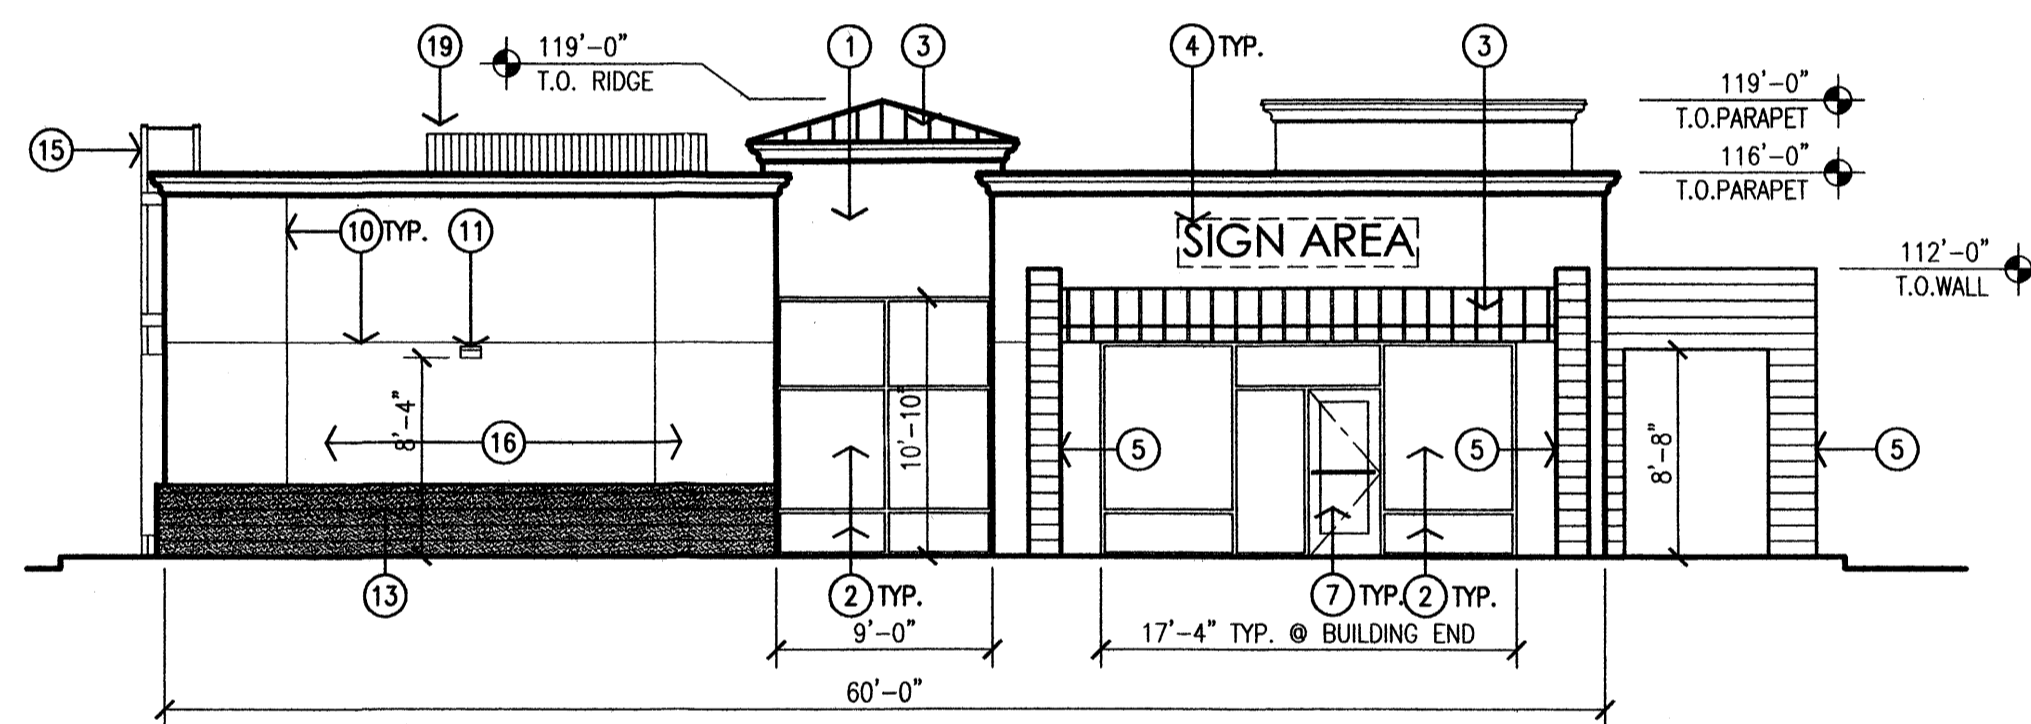 19
119'-0"
T.O. RIDGE
1
3
4 TYP.
3
119'-0"
T.O.PARAPET
15
116'-0"
T.O.PARAPET
10 TYP.
11
SIGN AREA
112'-0"
T.O.WALL
8'-4"
16
10'-10"
5
5
8'-8"
5
13
2 TYP.
7 TYP.
2 TYP.
9'-0"
17'-4" TYP. @ BUILDING END
60'-0"